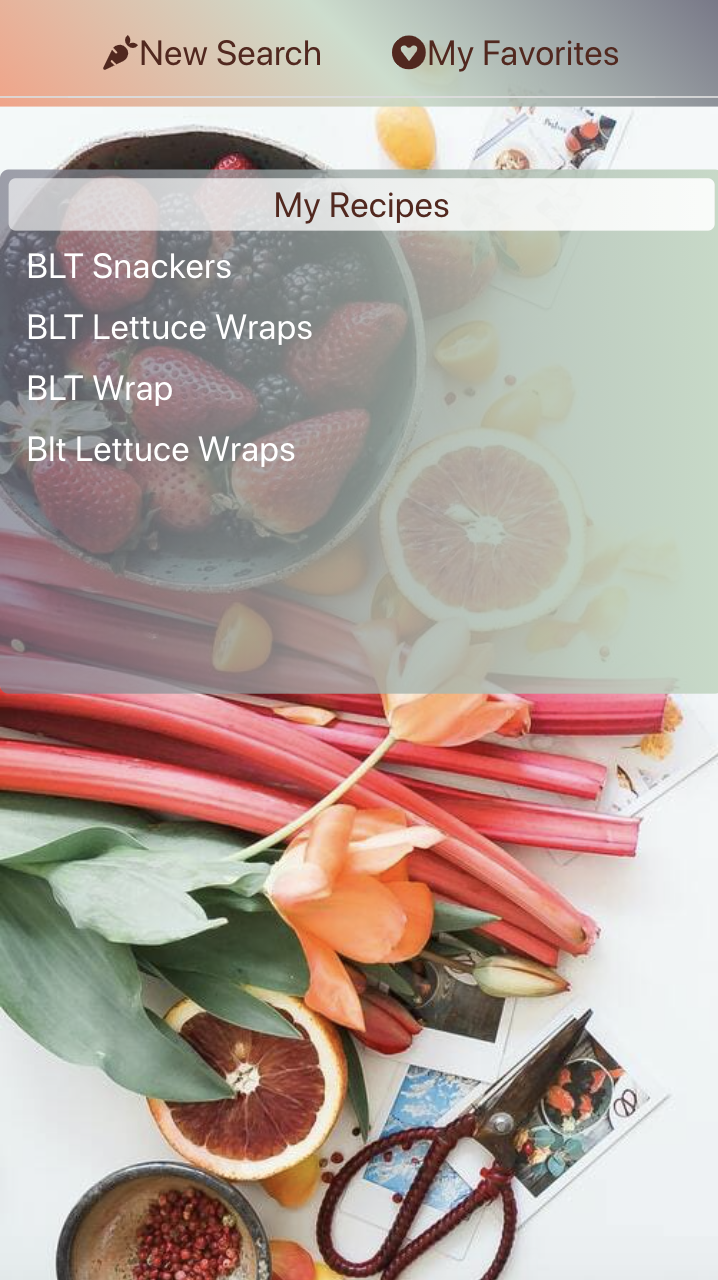 New Search
My Favorites
My Recipes
BLT Snackers
BLT Lettuce Wraps
BLT Wrap
Blt Lettuce Wraps